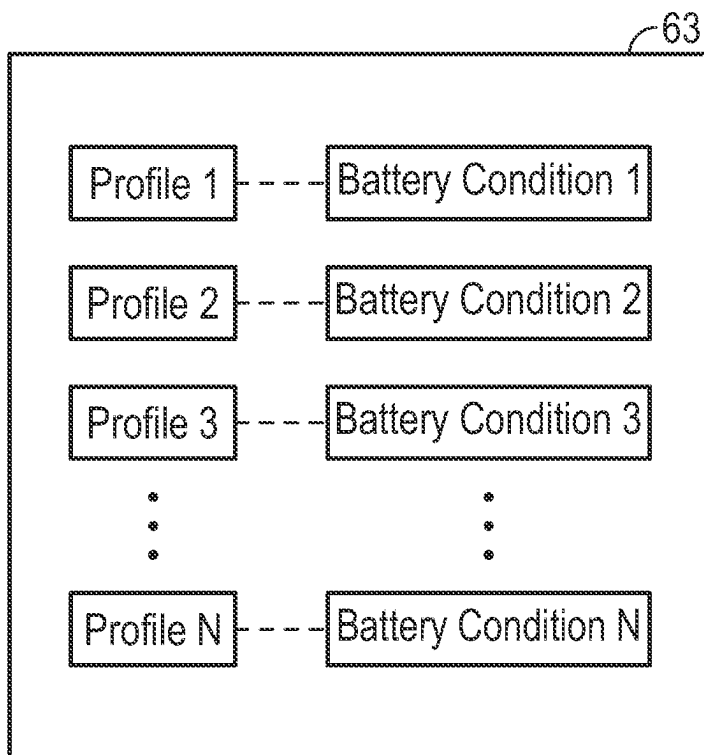 63
Profile 1 Battery Condition 1
Profile 2 Battery Condition 2
Profile 3 Battery Condition 3
Profile N Battery Condition N